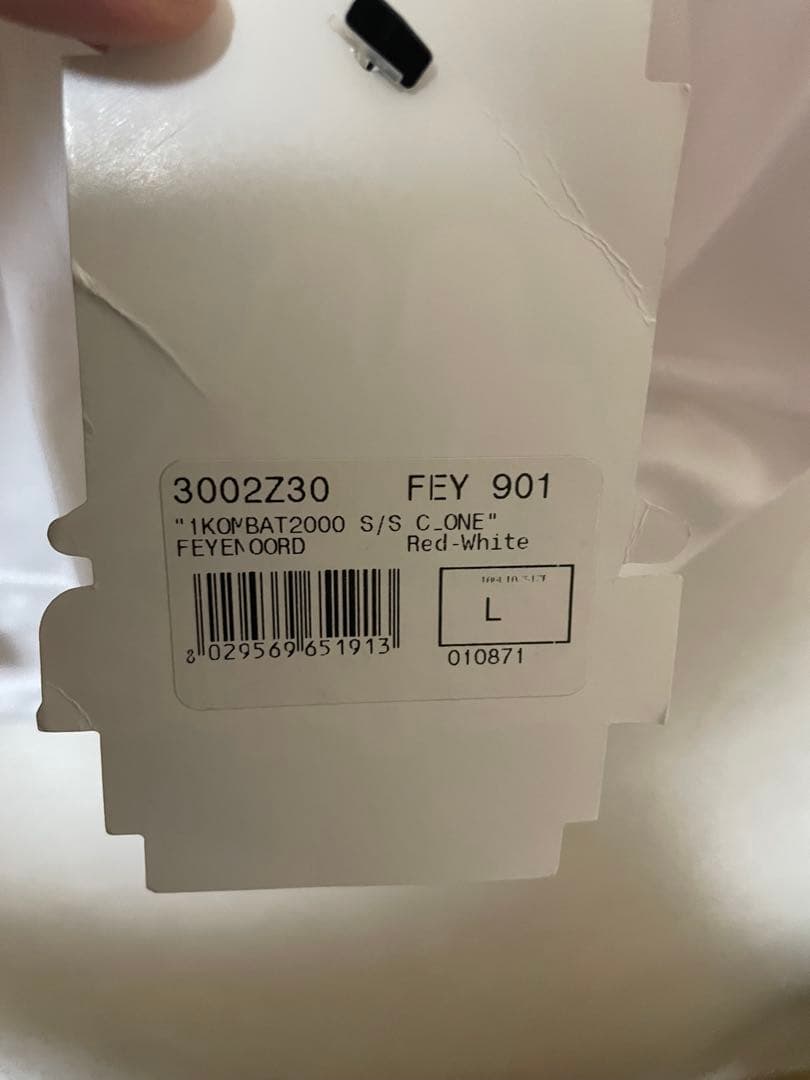 3002Z30 FEY 901
"1KOMBAT2000 S/S C_ONE"
FEYENOORD Red-White
L
8 029569 651913
010871